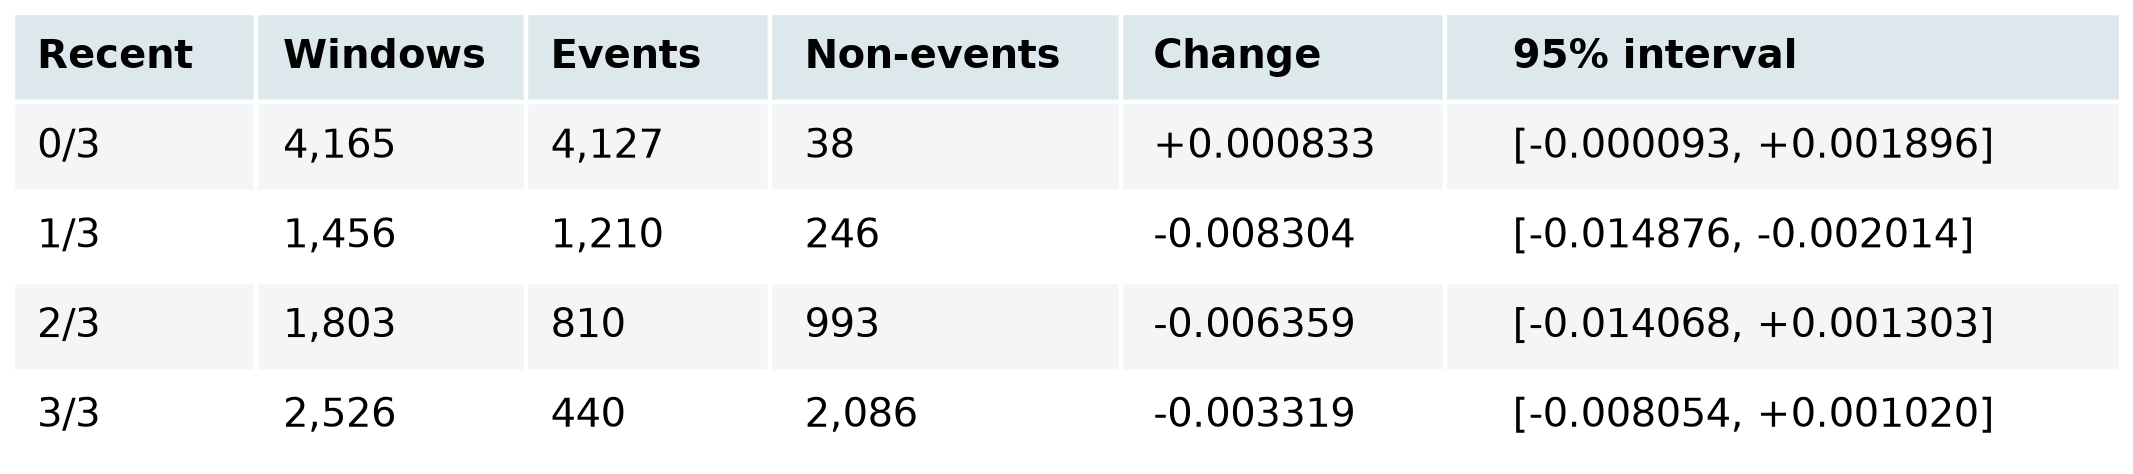 Recent Windows Events Non-events Change 95% interval
0/3 4,165 4,127 38 +0.000833 [-0.000093, +0.001896]
1/3 1,456 1,210 246 -0.008304 [-0.014876, -0.002014]
2/3 1,803 810 993 -0.006359 [-0.014068, +0.001303]
3/3 2,526 440 2,086 -0.003319 [-0.008054, +0.001020]